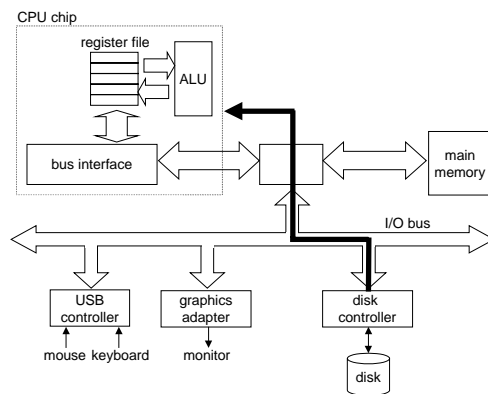 CPU chip
register file
ALU
bus interface
main
memory
I/O bus
USB
controller
graphics
adapter
disk
controller
mouse keyboard
monitor
disk